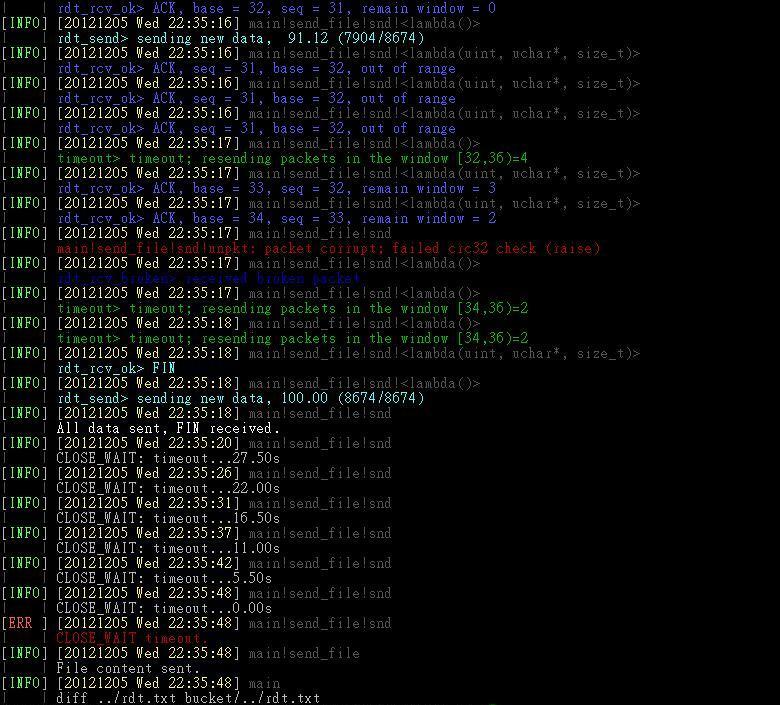 rdt_rcv_ok> ACK, base = 32, seq = 31, remain window = 0
[INFO] [20121205 Wed 22:35:16] main!send_file!snd!<lambda()>
rdt_send> sending new data,  91.12 (7904/8674)
[INFO] [20121205 Wed 22:35:16] main!send_file!snd!<lambda(uint, uchar*, size_t)>
rdt_rcv_ok> ACK, seq = 31, base = 32, out of range
[INFO] [20121205 Wed 22:35:16] main!send_file!snd!<lambda(uint, uchar*, size_t)>
rdt_rcv_ok> ACK, seq = 31, base = 32, out of range
[INFO] [20121205 Wed 22:35:16] main!send_file!snd!<lambda(uint, uchar*, size_t)>
rdt_rcv_ok> ACK, seq = 31, base = 32, out of range
[INFO] [20121205 Wed 22:35:17] main!send_file!snd!<lambda()>
timeout> timeout; resending packets in the window [32,36)=4
[INFO] [20121205 Wed 22:35:17] main!send_file!snd!<lambda(uint, uchar*, size_t)>
rdt_rcv_ok> ACK, base = 33, seq = 32, remain window = 3
[INFO] [20121205 Wed 22:35:17] main!send_file!snd!<lambda(uint, uchar*, size_t)>
rdt_rcv_ok> ACK, base = 34, seq = 33, remain window = 2
[INFO] [20121205 Wed 22:35:17] main!send_file!snd
main!send_file!snd!unpkt: packet corrupt; failed crc32 check (raise)
[INFO] [20121205 Wed 22:35:17] main!send_file!snd!<lambda()>
rdt_rcv_broken> received broken packet.
[INFO] [20121205 Wed 22:35:17] main!send_file!snd!<lambda()>
timeout> timeout; resending packets in the window [34,36)=2
[INFO] [20121205 Wed 22:35:18] main!send_file!snd!<lambda()>
timeout> timeout; resending packets in the window [34,36)=2
[INFO] [20121205 Wed 22:35:18] main!send_file!snd!<lambda(uint, uchar*, size_t)>
rdt_rcv_ok> FIN
[INFO] [20121205 Wed 22:35:18] main!send_file!snd!<lambda()>
rdt_send> sending new data, 100.00 (8674/8674)
[INFO] [20121205 Wed 22:35:18] main!send_file!snd
All data sent, FIN received.
[INFO] [20121205 Wed 22:35:20] main!send_file!snd
CLOSE_WAIT: timeout...27.50s
[INFO] [20121205 Wed 22:35:26] main!send_file!snd
CLOSE_WAIT: timeout...22.00s
[INFO] [20121205 Wed 22:35:31] main!send_file!snd
CLOSE_WAIT: timeout...16.50s
[INFO] [20121205 Wed 22:35:37] main!send_file!snd
CLOSE_WAIT: timeout...11.00s
[INFO] [20121205 Wed 22:35:42] main!send_file!snd
CLOSE_WAIT: timeout...5.50s
[INFO] [20121205 Wed 22:35:48] main!send_file!snd
CLOSE_WAIT: timeout...0.00s
[ERR ] [20121205 Wed 22:35:48] main!send_file!snd
CLOSE_WAIT timeout.
[INFO] [20121205 Wed 22:35:48] main!send_file
File content sent.
[INFO] [20121205 Wed 22:35:48] main
diff ../rdt.txt bucket/../rdt.txt